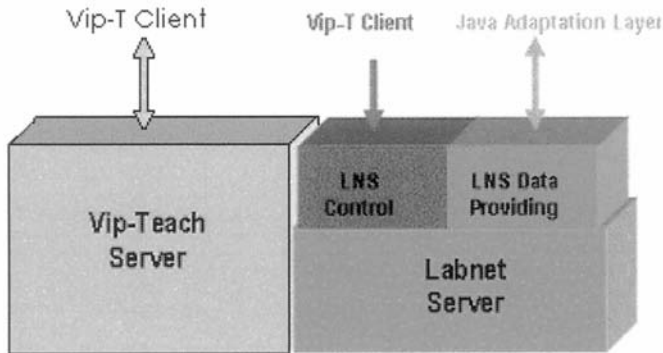 Vip-T Client
Vip-T Client
Java Adaptation Layer
LNS
Control
LNS Data
Providing
Vip-Teach
Server
Labnet
Server